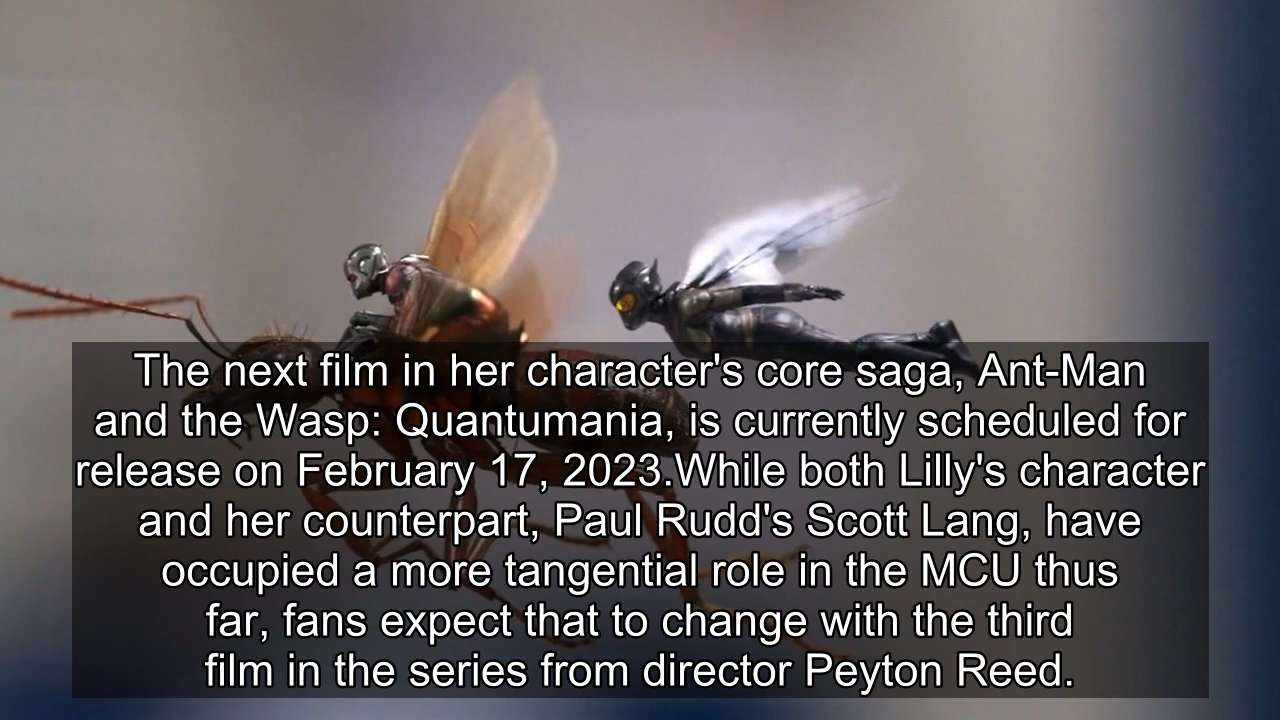 The next film in her character's core saga, Ant-Man
and the Wasp: Quantumania, is currently scheduled for
release on February 17, 2023.While both Lilly's character
and her counterpart, Paul Rudd's Scott Lang, have
occupied a more tangential role in the MCU thus
far, fans expect that to change with the third
film in the series from director Peyton Reed.